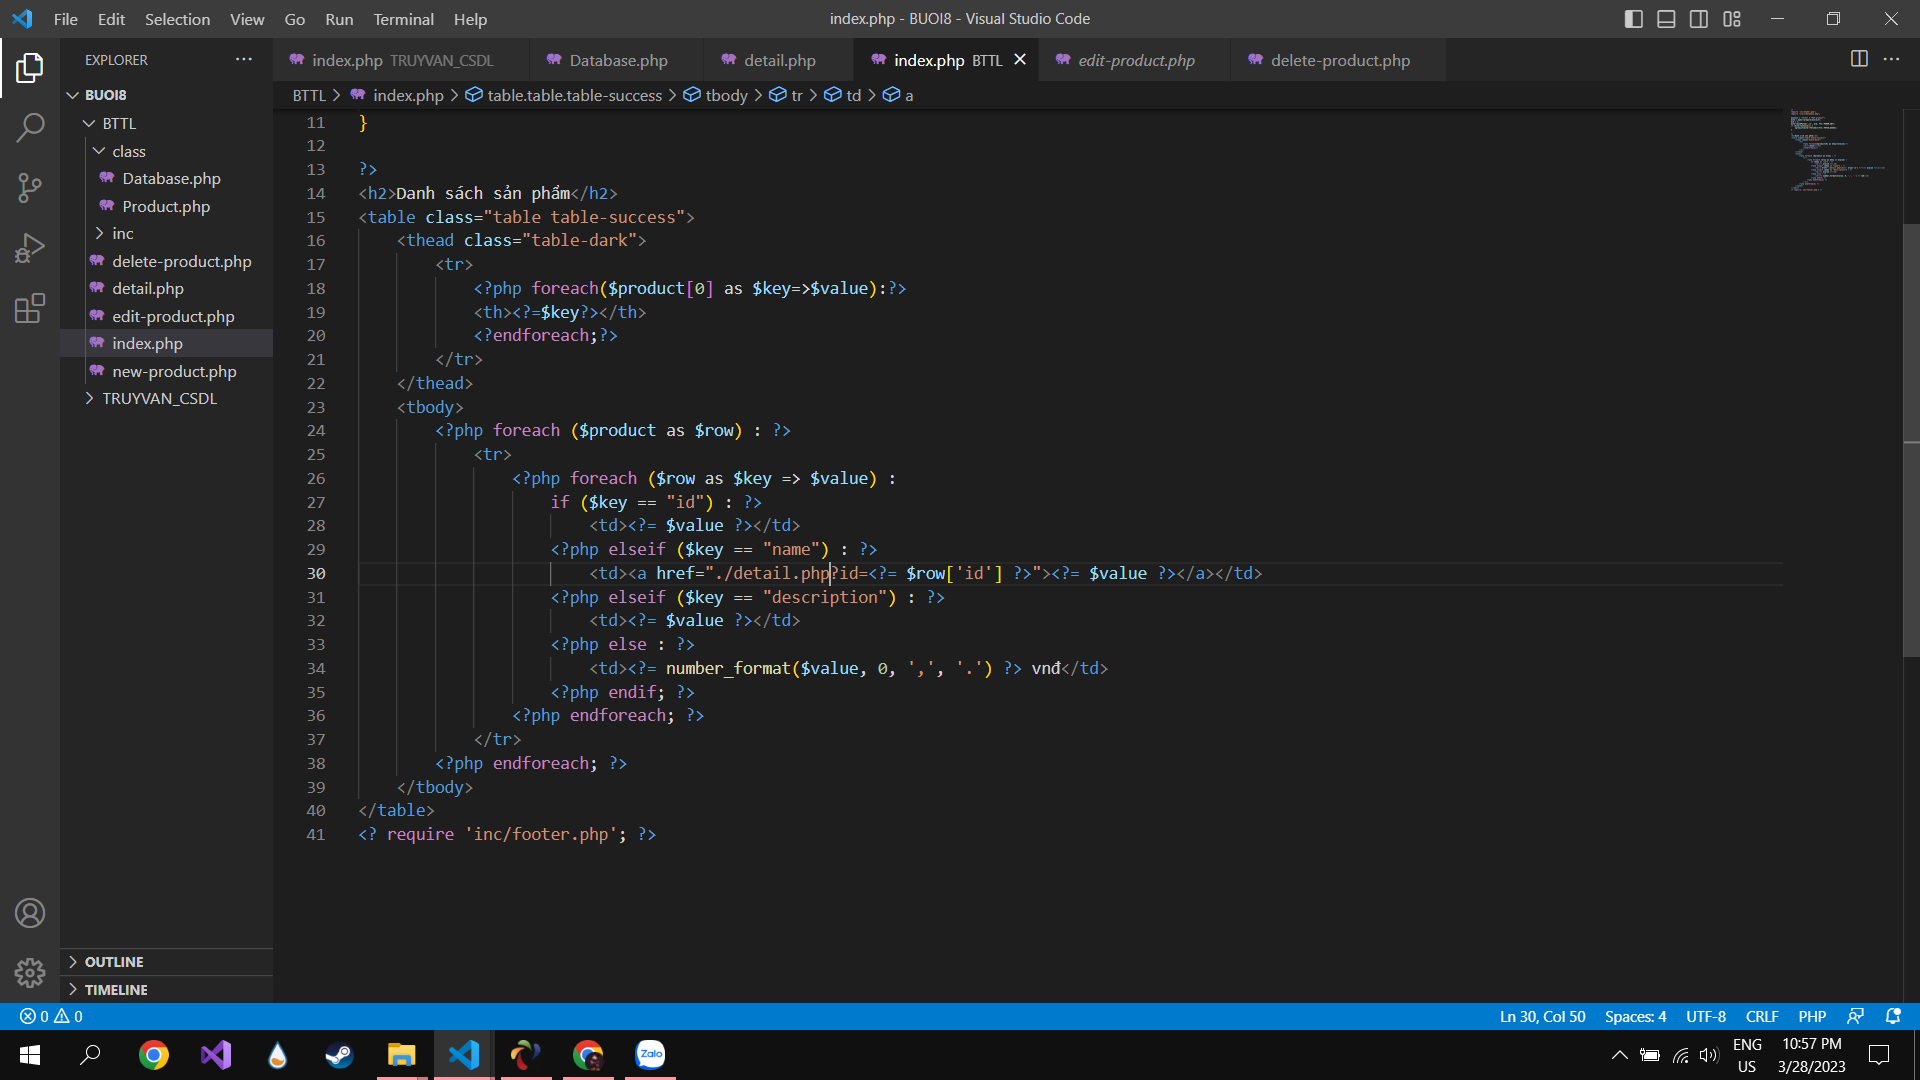 File Edit Selection View Go Run Terminal Help
index.php - BUOI8 - Visual Studio Code
EXPLORER
index.php TRUYVAN_CSDL
Database.php
detail.php
index.php BTTL
edit-product.php
delete-product.php
BTTL > index.php > table.table.table-success > tbody > tr > td > a
BUOI8
BTTL
class
Database.php
Product.php
inc
delete-product.php
detail.php
edit-product.php
index.php
new-product.php
TRUYVAN_CSDL
OUTLINE
TIMELINE
11 }
12
13 ?>
14 <h2>Danh sách sản phẩm</h2>
15 <table class="table table-success">
16 <thead class="table-dark">
17 <tr>
18 <?php foreach($product[0] as $key=>$value):?>
19 <th><?=$key?></th>
20 <?endforeach;?>
21 </tr>
22 </thead>
23 <tbody>
24 <?php foreach ($product as $row) : ?>
25 <tr>
26 <?php foreach ($row as $key => $value) :
27 if ($key == "id") : ?>
28 <td><?= $value ?></td>
29 <?php elseif ($key == "name") : ?>
30 <td><a href="./detail.php?id=<?= $row['id'] ?>"><?= $value ?></a></td>
31 <?php elseif ($key == "description") : ?>
32 <td><?= $value ?></td>
33 <?php else : ?>
34 <td><?= number_format($value, 0, ',', '.') ?> vnđ</td>
35 <?php endif; ?>
36 <?php endforeach; ?>
37 </tr>
38 <?php endforeach; ?>
39 </tbody>
40 </table>
41 <? require 'inc/footer.php'; ?>
0 0
Ln 30, Col 50 Spaces: 4 UTF-8 CRLF PHP
Zalo
ENG
US
10:57 PM
3/28/2023